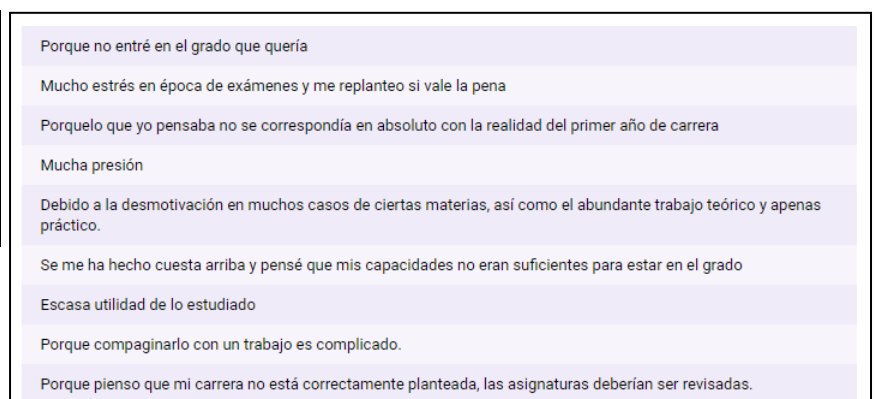 Porque no entré en el grado que quería
Mucho estrés en época de exámenes y me replanteo si vale la pena
Porquelo que yo pensaba no se correspondía en absoluto con la realidad del primer año de carrera
Mucha presión
Debido a la desmotivación en muchos casos de ciertas materias, así como el abundante trabajo teórico y apenas
práctico.
Se me ha hecho cuesta arriba y pensé que mis capacidades no eran suficientes para estar en el grado
Escasa utilidad de lo estudiado
Porque compaginarlo con un trabajo es complicado.
Porque pienso que mi carrera no está correctamente planteada, las asignaturas deberían ser revisadas.